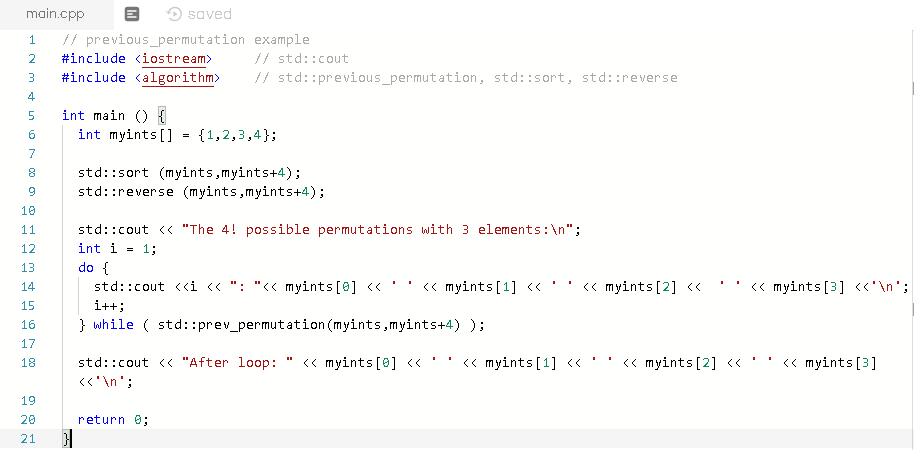 main.cpp saved
1 // previous_permutation example
2 #include <iostream> // std::cout
3 #include <algorithm> // std::previous_permutation, std::sort, std::reverse
4
5 int main () {
6 int myints[] = {1,2,3,4};
7
8 std::sort (myints,myints+4);
9 std::reverse (myints,myints+4);
10
11 std::cout << "The 4! possible permutations with 3 elements:\n";
12 int i = 1;
13 do {
14 std::cout <<i << ": "<< myints[0] << ' ' << myints[1] << ' ' << myints[2] <<  ' ' << myints[3] <<'\n';
15 i++;
16 } while ( std::prev_permutation(myints,myints+4) );
17
18 std::cout << "After loop: " << myints[0] << ' ' << myints[1] << ' ' << myints[2] << ' ' << myints[3]
<<'\n';
19
20 return 0;
21 }